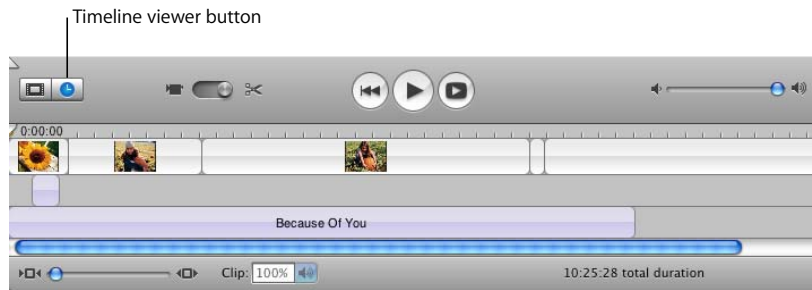 Timeline viewer button
0:00:00
Because Of You
Clip: 100%
10:25:28 total duration